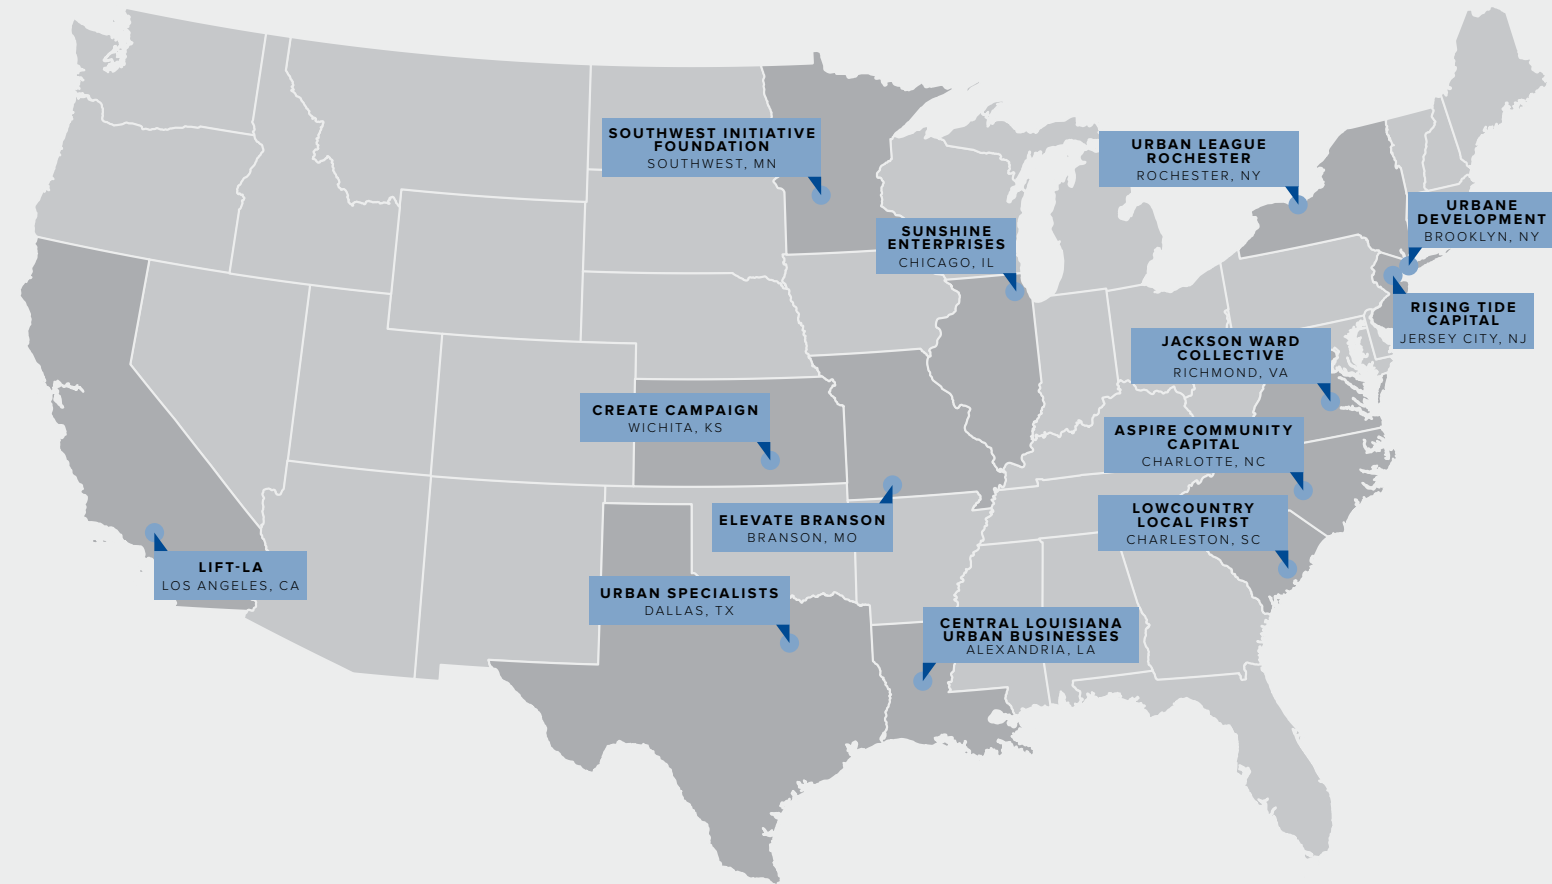 SOUTHWEST INITIATIVE
FOUNDATION
SOUTHWEST, MN
URBAN LEAGUE
ROCHESTER
ROCHESTER, NY
URBANE
DEVELOPMENT
BROOKLYN, NY
SUNSHINE
ENTERPRISES
CHICAGO, IL
RISING TIDE
CAPITAL
JERSEY CITY, NJ
JACKSON WARD
COLLECTIVE
RICHMOND, VA
CREATE CAMPAIGN
WICHITA, KS
ASPIRE COMMUNITY
CAPITAL
CHARLOTTE, NC
ELEVATE BRANSON
BRANSON, MO
LOWCOUNTRY
LOCAL FIRST
CHARLESTON, SC
LIFT-LA
LOS ANGELES, CA
URBAN SPECIALISTS
DALLAS, TX
CENTRAL LOUISIANA
URBAN BUSINESSES
ALEXANDRIA, LA